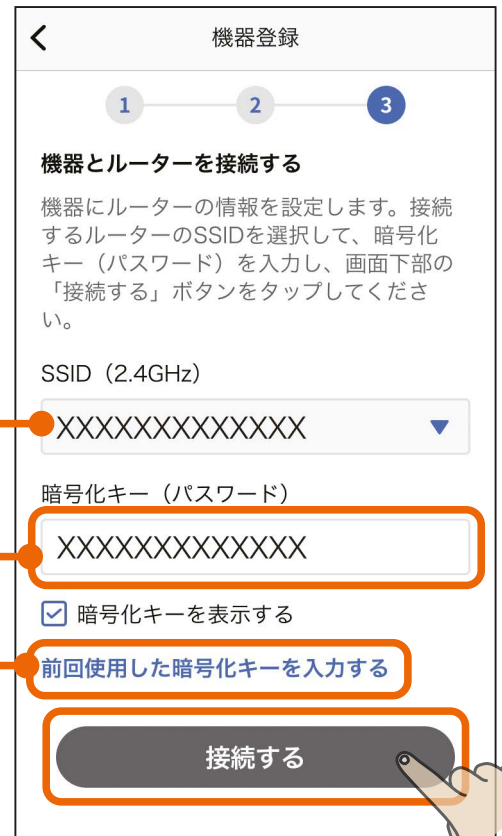 機器登録
1 2 3
機器とルーターを接続する
機器にルーターの情報を設定します。接続
するルーターのSSIDを選択して、暗号化
キー（パスワード）を入力し、画面下部の
「接続する」ボタンをタップしてくださ
い。
SSID（2.4GHz）
XXXXXXXXXXXXX
暗号化キー（パスワード）
XXXXXXXXXXXXX
暗号化キーを表示する
前回使用した暗号化キーを入力する
接続する